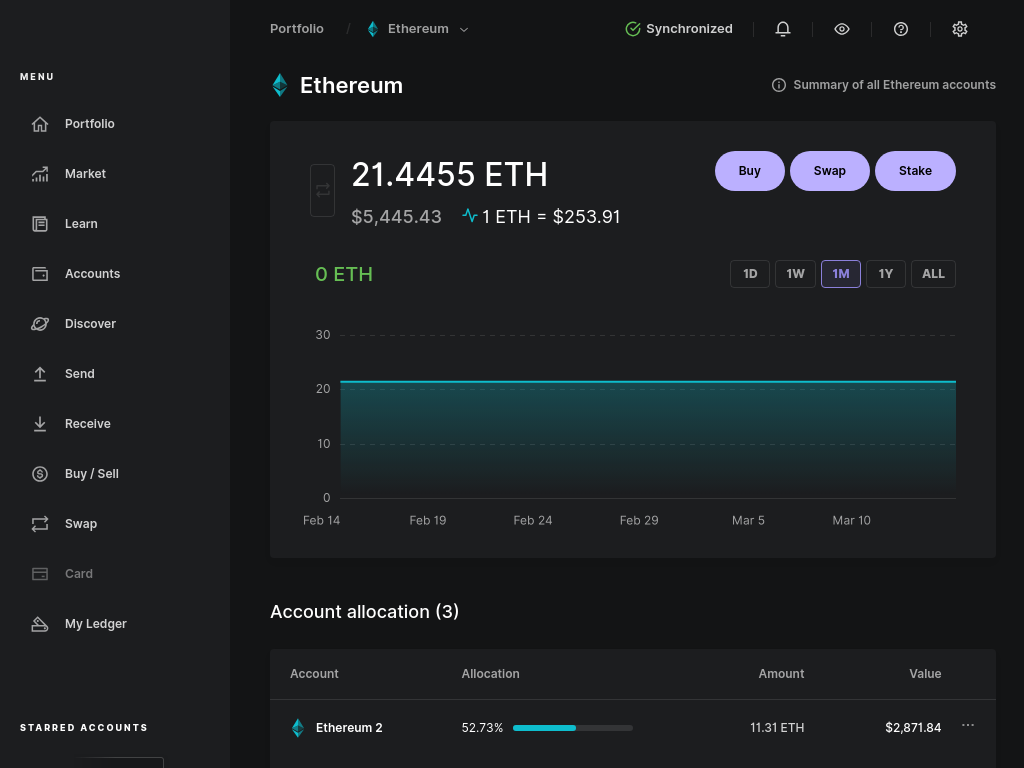 Portfolio / Ethereum
Synchronized
MENU
Portfolio
Market
Learn
Accounts
Discover
Send
Receive
Buy / Sell
Swap
Card
My Ledger
STARRED ACCOUNTS
Ethereum
Summary of all Ethereum accounts
21.4455 ETH
$5,445.43 1 ETH = $253.91
Buy Swap Stake
0 ETH
1D 1W 1M 1Y ALL
30
20
10
0
Feb 14 Feb 19 Feb 24 Feb 29 Mar 5 Mar 10
Account allocation (3)
Account Allocation Amount Value
Ethereum 2 52.73% 11.31 ETH $2,871.84 ...